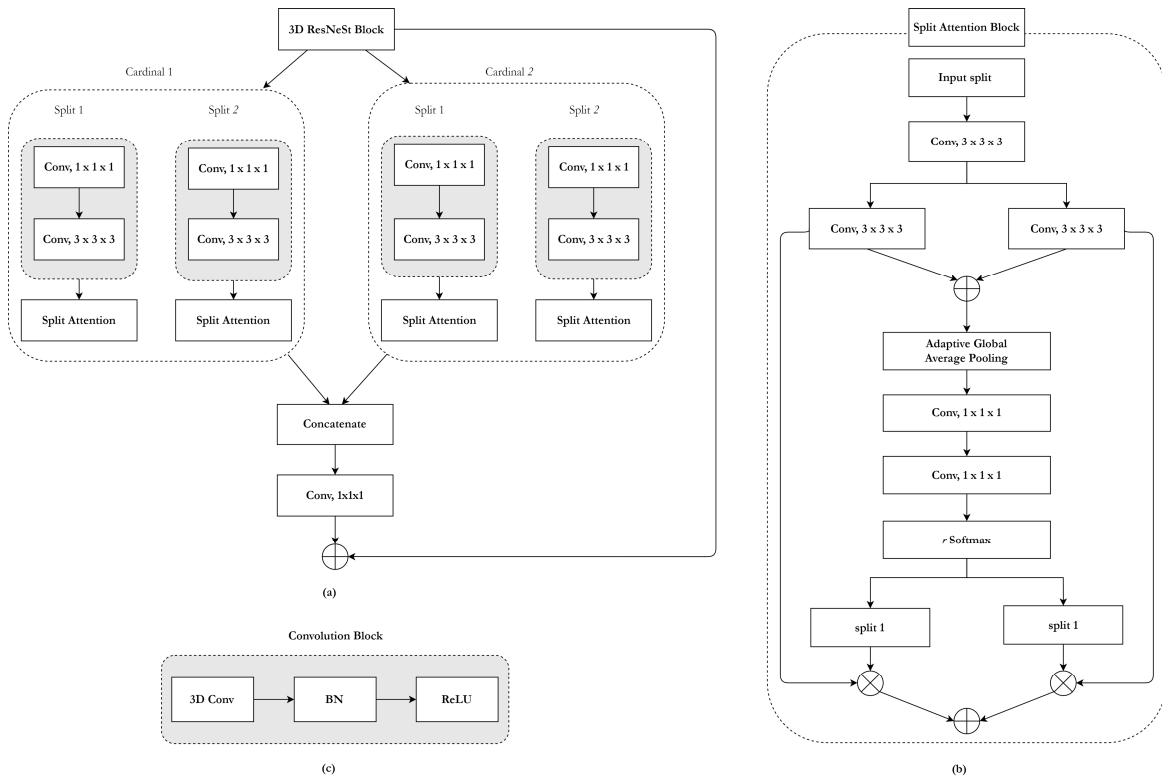 3D ResNeSt Block
Cardinal 1
Cardinal 2
Split 1
Split 2
Split 1
Split 2
Conv, 1 x 1 x 1
Conv, 1 x 1 x 1
Conv, 1 x 1 x 1
Conv, 1 x 1 x 1
Conv, 3 x 3 x 3
Conv, 3 x 3 x 3
Conv, 3 x 3 x 3
Conv, 3 x 3 x 3
Split Attention
Split Attention
Split Attention
Split Attention
Concatenate
Conv, 1x1x1
(a)
Convolution Block
3D Conv
BN
ReLU
(c)
Split Attention Block
Input split
Conv, 3 x 3 x 3
Conv, 3 x 3 x 3
Conv, 3 x 3 x 3
Adaptive Global
Average Pooling
Conv, 1 x 1 x 1
Conv, 1 x 1 x 1
r Softmax
split 1
split 1
(b)